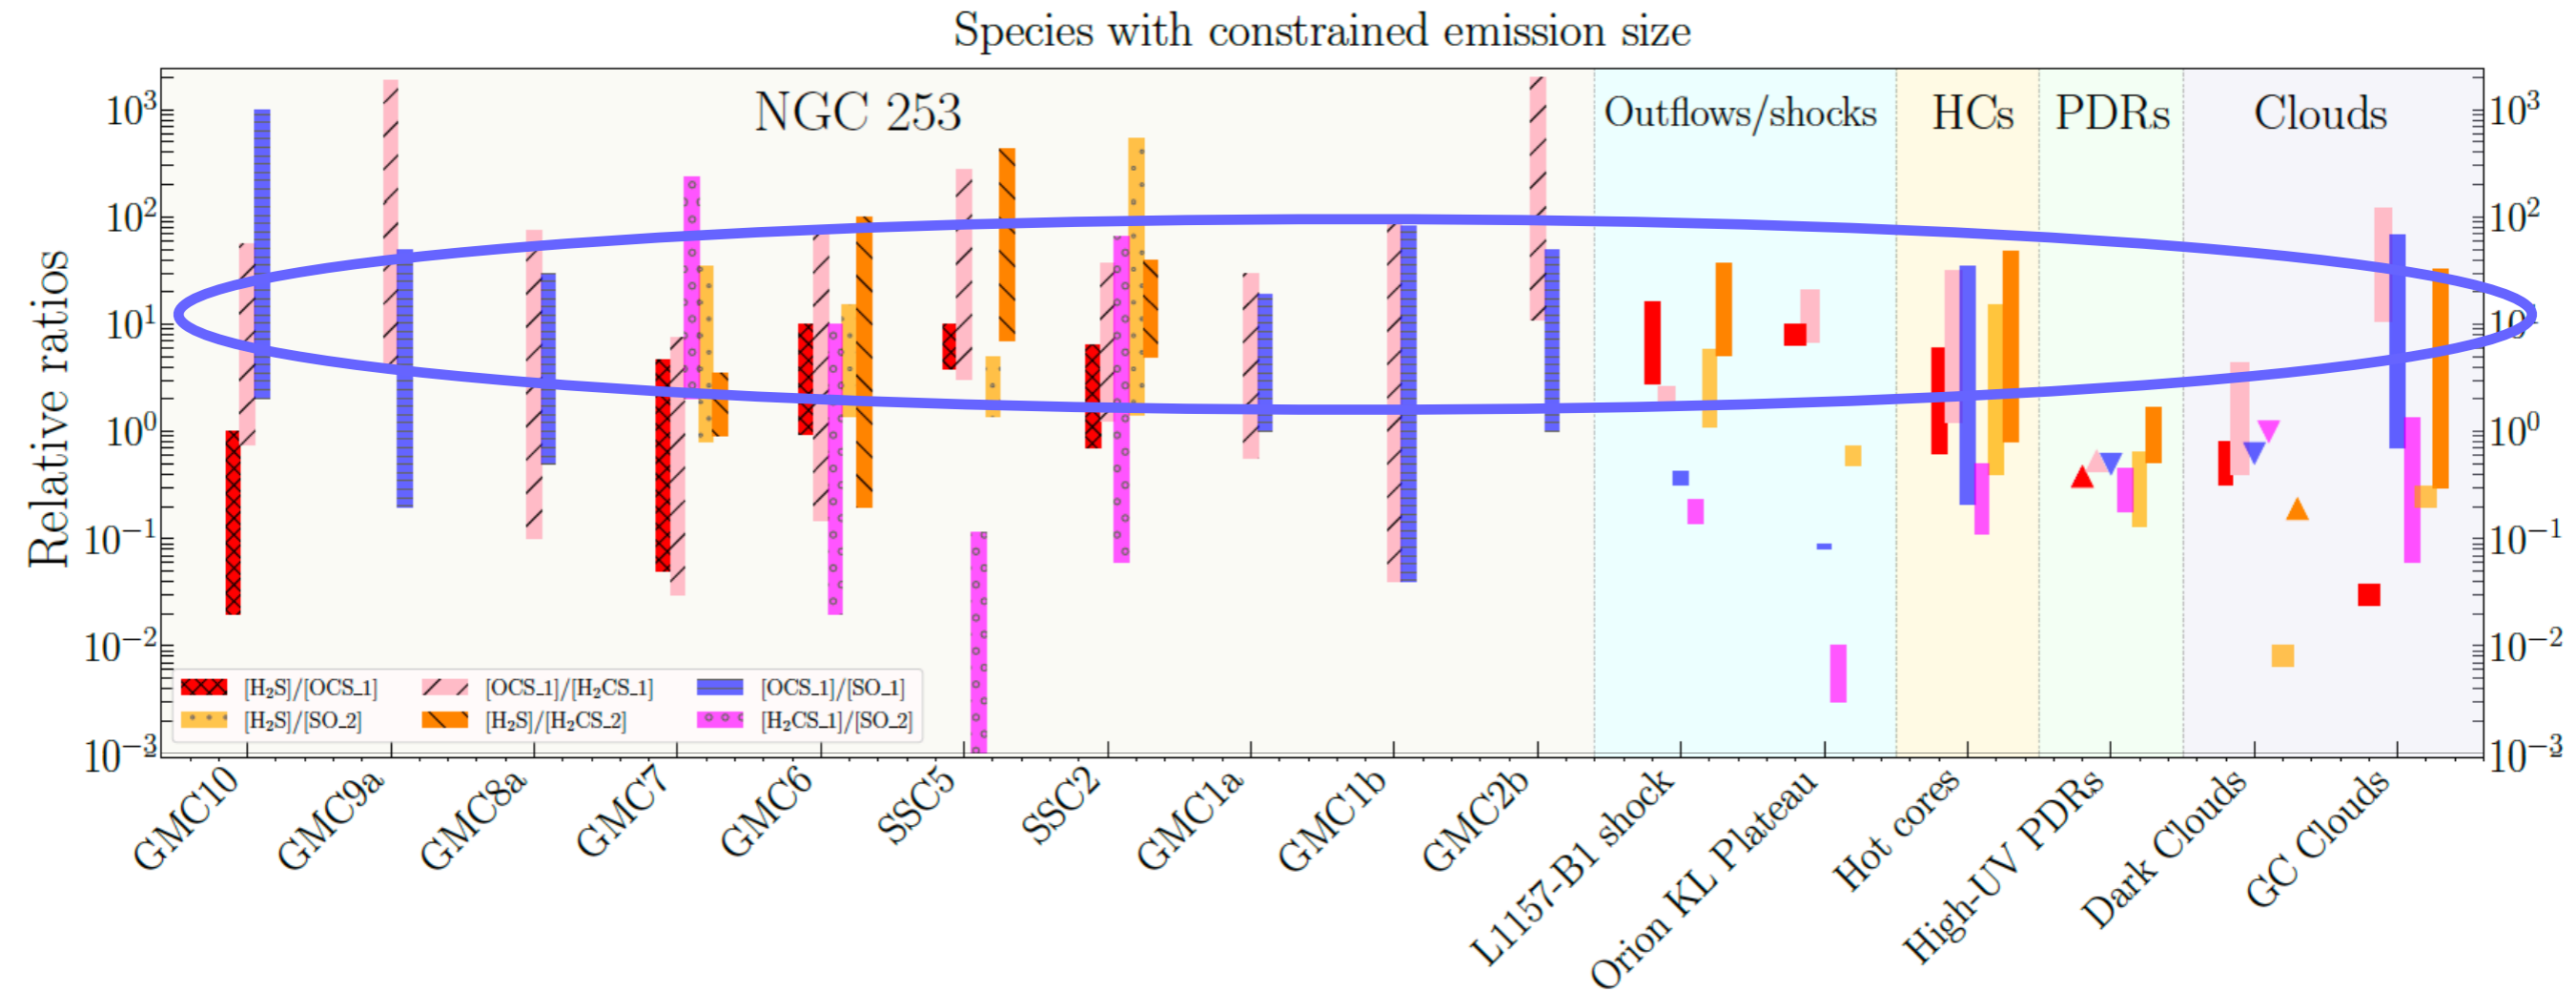 Species with constrained emission size
NGC 253
Outflows/shocks
HCs
PDRs
Clouds
Relative ratios
10³
10²
10¹
10⁰
10⁻¹
10⁻²
10⁻³
10³
10²
10¹
10⁰
10⁻¹
10⁻²
10⁻³
[H₂S]/[OCS_1]
[OCS_1]/[H₂CS_1]
[OCS_1]/[SO_1]
[H₂S]/[SO_2]
[H₂S]/[H₂CS_2]
[H₂CS_1]/[SO_2]
GMC10
GMC9a
GMC8a
GMC7
GMC6
SSC5
SSC2
GMC1a
GMC1b
GMC2b
L1157-B1 shock
Orion KL Plateau
Hot cores
High-UV PDRs
Dark Clouds
GC Clouds